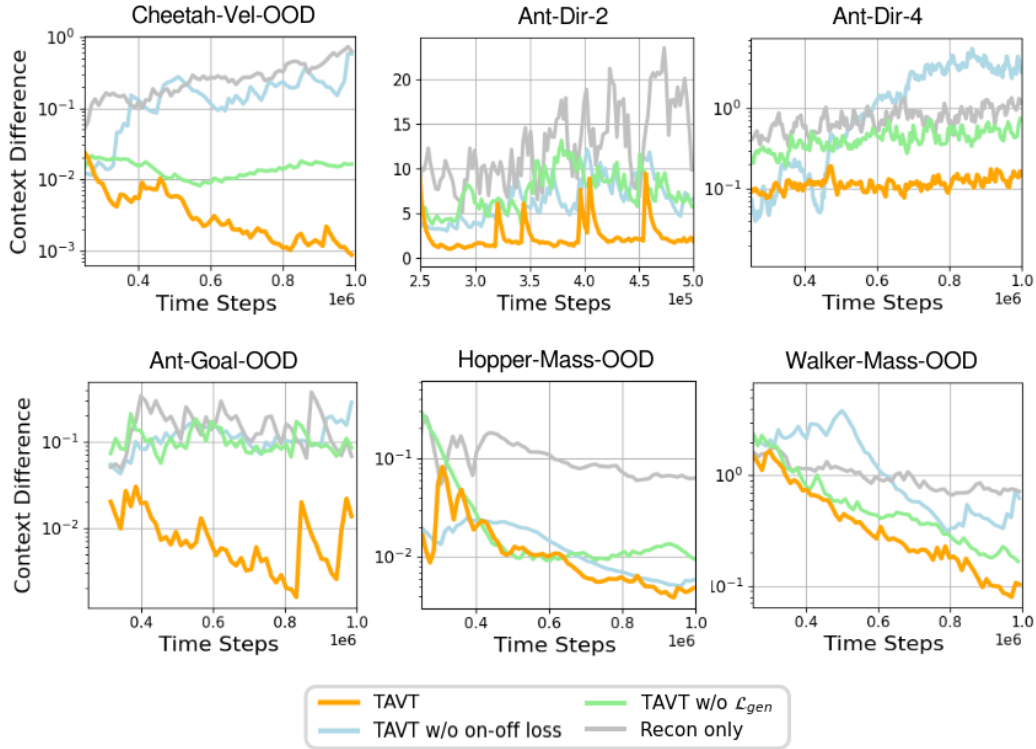 Cheetah-Vel-OOD
Ant-Dir-2
Ant-Dir-4
Context Difference
10^0
10^-1
10^-2
10^-3
0.4 0.6 0.8 1.0
Time Steps
1e6
20
15
10
5
0
2.5 3.0 3.5 4.0 4.5 5.0
Time Steps
1e5
10^0
10^-1
0.4 0.6 0.8 1.0
Time Steps
1e6
Ant-Goal-OOD
Hopper-Mass-OOD
Walker-Mass-OOD
Context Difference
10^-1
10^-2
0.4 0.6 0.8 1.0
Time Steps
1e6
10^-1
10^-2
0.4 0.6 0.8 1.0
Time Steps
1e6
10^0
10^-1
0.4 0.6 0.8 1.0
Time Steps
1e6
TAVT
TAVT w/o ℒ_gen
TAVT w/o on-off loss
Recon only